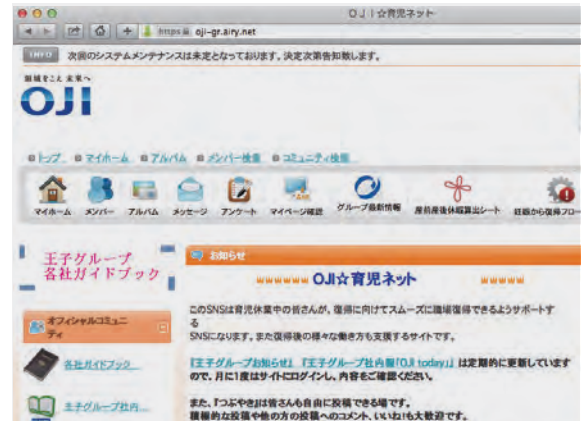 OJI☆育児ネット
https oji-gr.airy.net
INFO 次回のシステムメンテナンスは未定となっております。決定次第告知致します。
領域をこえ 未来へ
OJI
トップ マイホーム アルバム メンバー検索 コミュニティ検索
マイホーム メンバー アルバム メッセージ アンケート マイページ確認 グループ最新情報 産前産後休暇算出シート 妊娠から復帰フロー
王子グループ
各社ガイドブック
お知らせ
OJI☆育児ネット
オフィシャルコミュニ
ティ
各社ガイドブック
王子グループ社内...
このSNSは育児休業中の皆さんが、復帰に向けてスムーズに職場復帰できるようサポートす
る
SNSになります。また復帰後の様々な働き方も支援するサイトです。
『王子グループお知らせ』『王子グループ社内報「OJI today」』は定期的に更新しています
ので、月に1度はサイトにログインし、内容をご確認ください。
また、『つぶやき』は皆さんも自由に投稿できる場です。
積極的な投稿や他の方の投稿へのコメント、いいね!も大歓迎です。